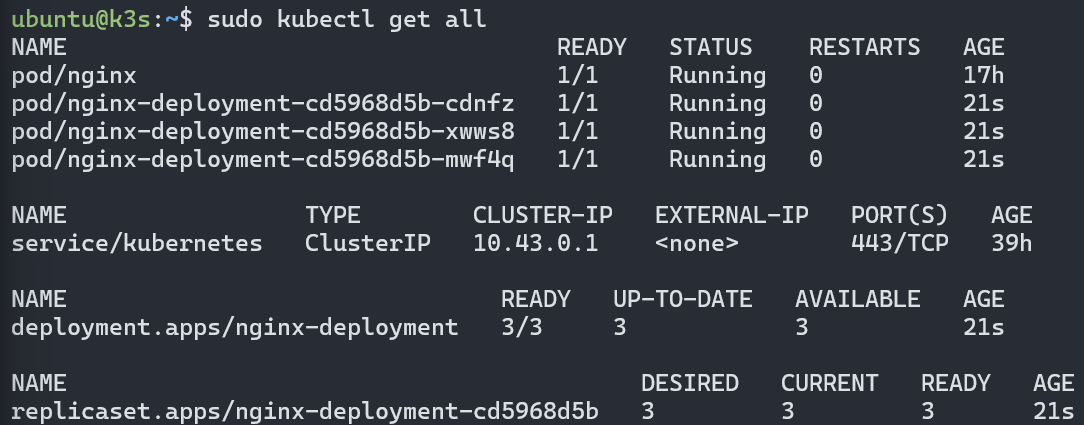 ubuntu@k3s:~$ sudo kubectl get all
NAME READY STATUS RESTARTS AGE
pod/nginx 1/1 Running 0 17h
pod/nginx-deployment-cd5968d5b-cdnfz 1/1 Running 0 21s
pod/nginx-deployment-cd5968d5b-xwws8 1/1 Running 0 21s
pod/nginx-deployment-cd5968d5b-mwf4q 1/1 Running 0 21s
NAME TYPE CLUSTER-IP EXTERNAL-IP PORT(S) AGE
service/kubernetes ClusterIP 10.43.0.1 <none> 443/TCP 39h
NAME READY UP-TO-DATE AVAILABLE AGE
deployment.apps/nginx-deployment 3/3 3 3 21s
NAME DESIRED CURRENT READY AGE
replicaset.apps/nginx-deployment-cd5968d5b 3 3 3 21s